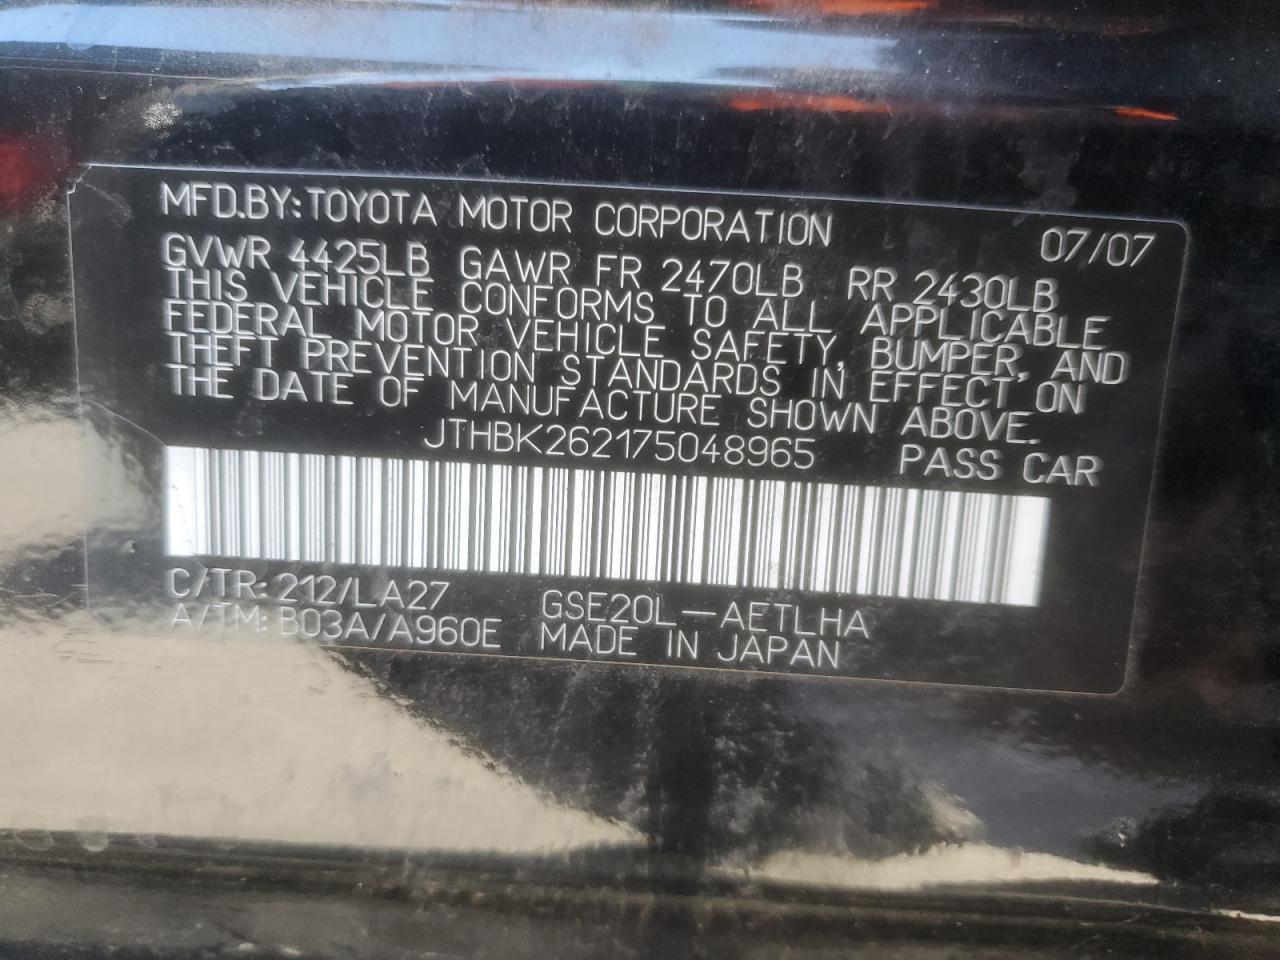 MFD.BY:TOYOTA MOTOR CORPORATION 07/07
GVWR 4425LB GAWR FR 2470LB RR 2430LB
THIS VEHICLE CONFORMS TO ALL APPLICABLE
FEDERAL MOTOR VEHICLE SAFETY, BUMPER, AND
THEFT PREVENTION STANDARDS IN EFFECT ON
THE DATE OF MANUFACTURE SHOWN ABOVE.
JTHBK262175048965 PASS CAR
C/TR: 212/LA27 GSE20L-AETLHA
A/TM: B03A/A960E MADE IN JAPAN